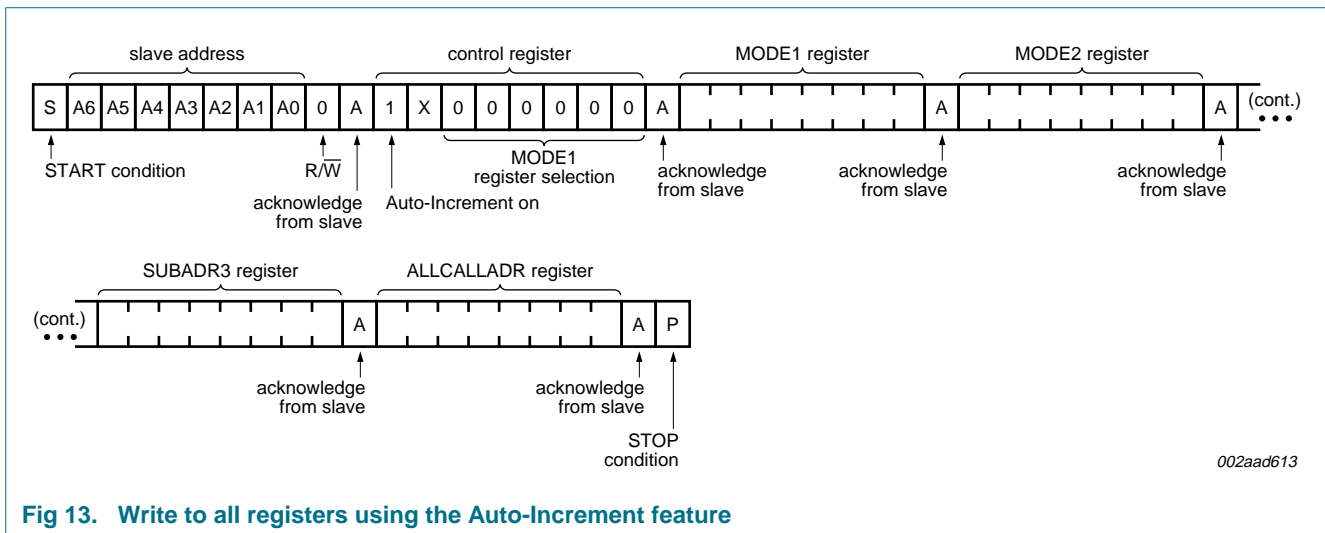 slave address control register MODE1 register MODE2 register
S A6 A5 A4 A3 A2 A1 A0 0 A 1 X 0 0 0 0 0 0 A A A (cont.)
START condition
R/W̅
acknowledge
from slave
Auto-Increment on
MODE1
register selection
acknowledge
from slave
acknowledge
from slave
acknowledge
from slave
SUBADR3 register ALLCALLADR register
(cont.) A A P
acknowledge
from slave
acknowledge
from slave
STOP
condition
002aad613
Fig 13. Write to all registers using the Auto-Increment feature